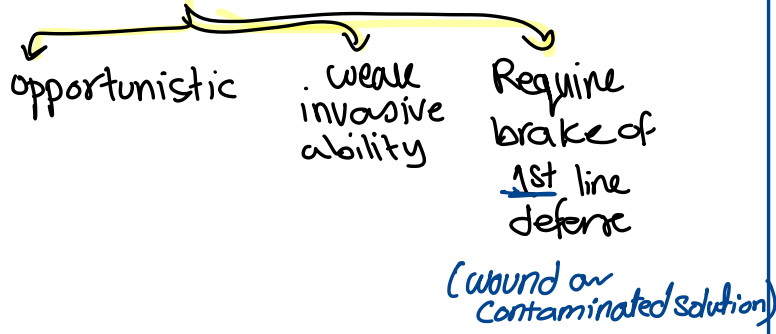 opportunistic
weak
invasive
ability
Require
brake of
1st line
defense
(wound or
contaminated solution)